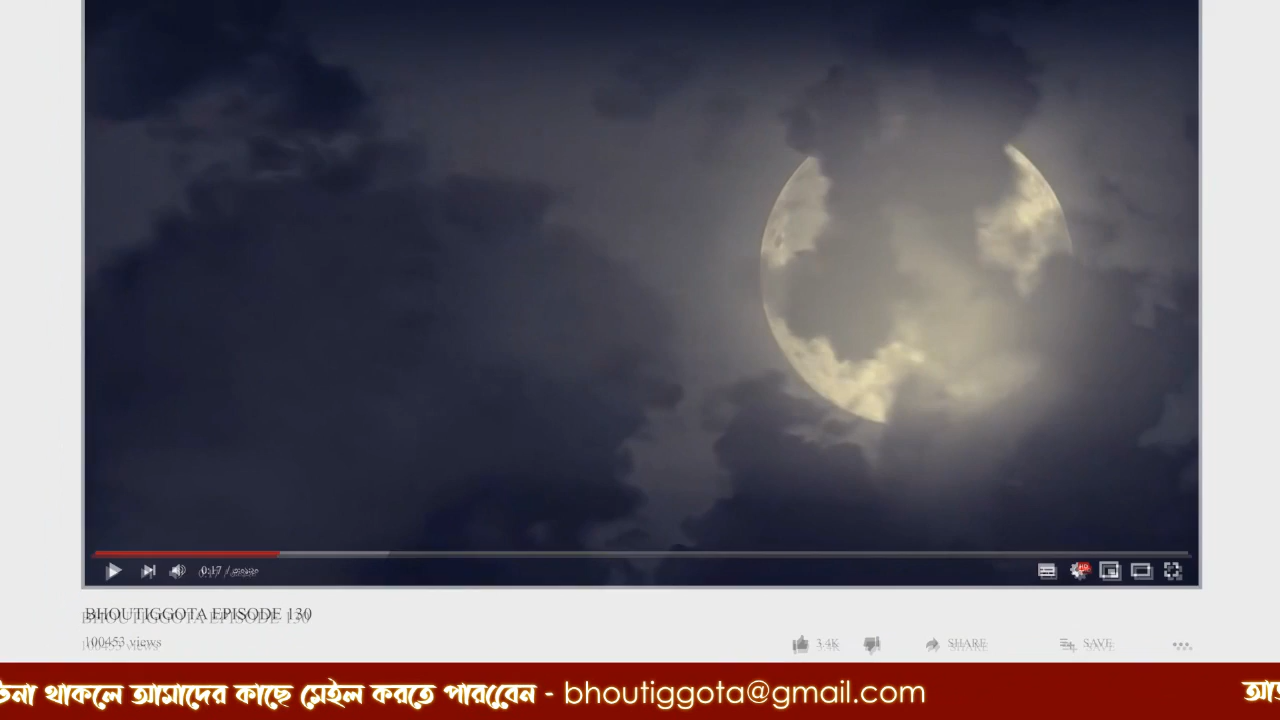 0:17 /
BHOUTIGGOTA EPISODE 130
100453 views
3.4K SHARE SAVE
থাকলে আমাদের কাছে মেইল করতে পারবেন - bhoutiggota@gmail.com